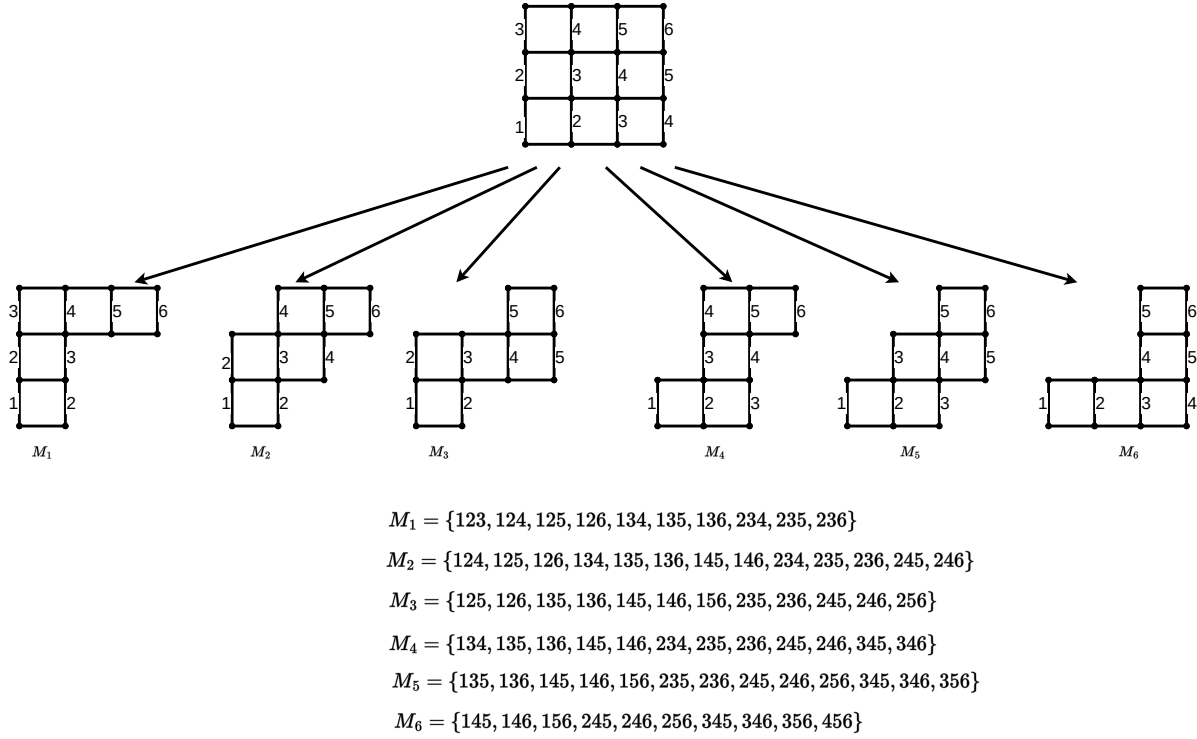 3 4 5 6
2 3 4 5
1 2 3 4
3 4 5 6 4 5 6 5 6 4 5 6 5 6 5 6
2 3 2 3 4 2 3 4 5 3 4 3 4 5 4 5
1 2 1 2 1 2 1 2 3 1 2 3 1 2 3 4
M₁ M₂ M₃ M₄ M₅ M₆
M₁ = {123, 124, 125, 126, 134, 135, 136, 234, 235, 236}
M₂ = {124, 125, 126, 134, 135, 136, 145, 146, 234, 235, 236, 245, 246}
M₃ = {125, 126, 135, 136, 145, 146, 156, 235, 236, 245, 246, 256}
M₄ = {134, 135, 136, 145, 146, 234, 235, 236, 245, 246, 345, 346}
M₅ = {135, 136, 145, 146, 156, 235, 236, 245, 246, 256, 345, 346, 356}
M₆ = {145, 146, 156, 245, 246, 256, 345, 346, 356, 456}